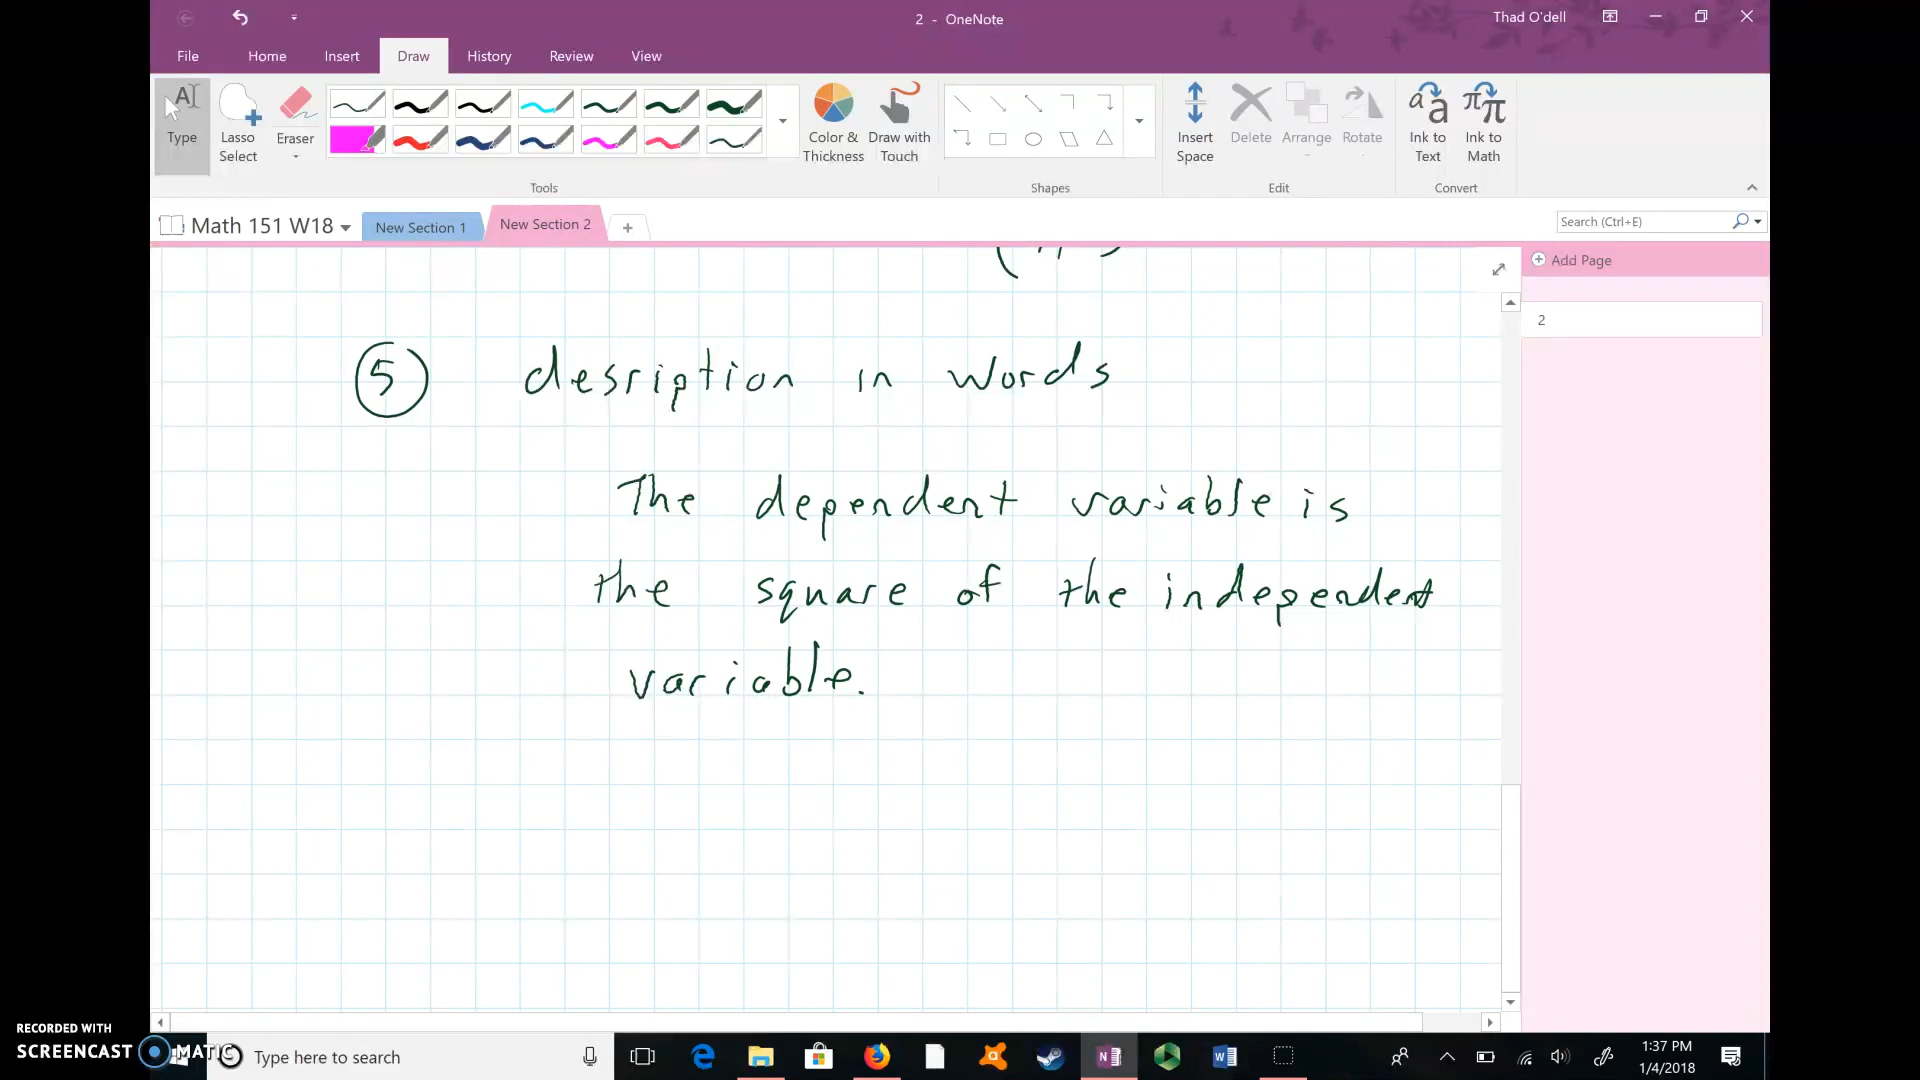 2 - OneNote
Thad O'dell
File Home Insert Draw History Review View
Type
Lasso Select
Eraser
Color & Thickness
Draw with Touch
Insert Space
Delete
Arrange
Rotate
Ink to Text
Ink to Math
Tools
Shapes
Edit
Convert
Math 151 W18
New Section 1
New Section 2
Search (Ctrl+E)
Add Page
2
5 desription in words
The dependent variable is
the square of the independent
variable.
RECORDED WITH
SCREENCAST MATIC
Type here to search
1:37 PM
1/4/2018